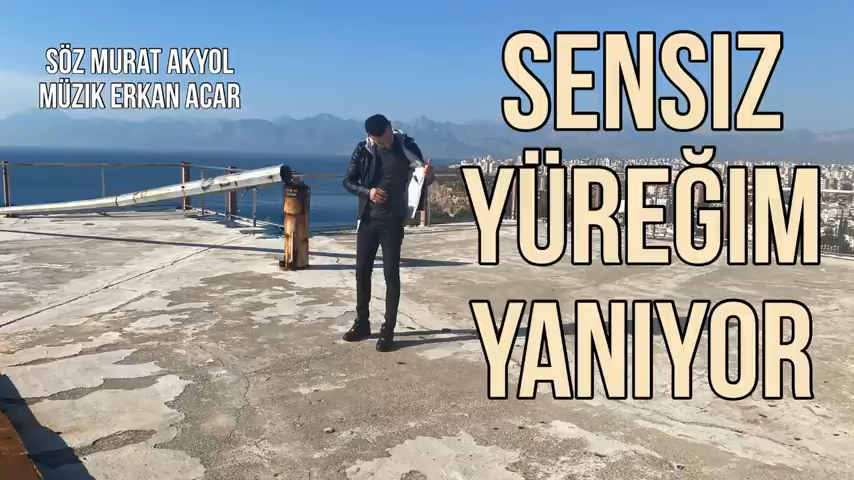 SÖZ MURAT AKYOL
MÜZIK ERKAN ACAR
SENSIZ
YÜREĞIM
YANIYOR